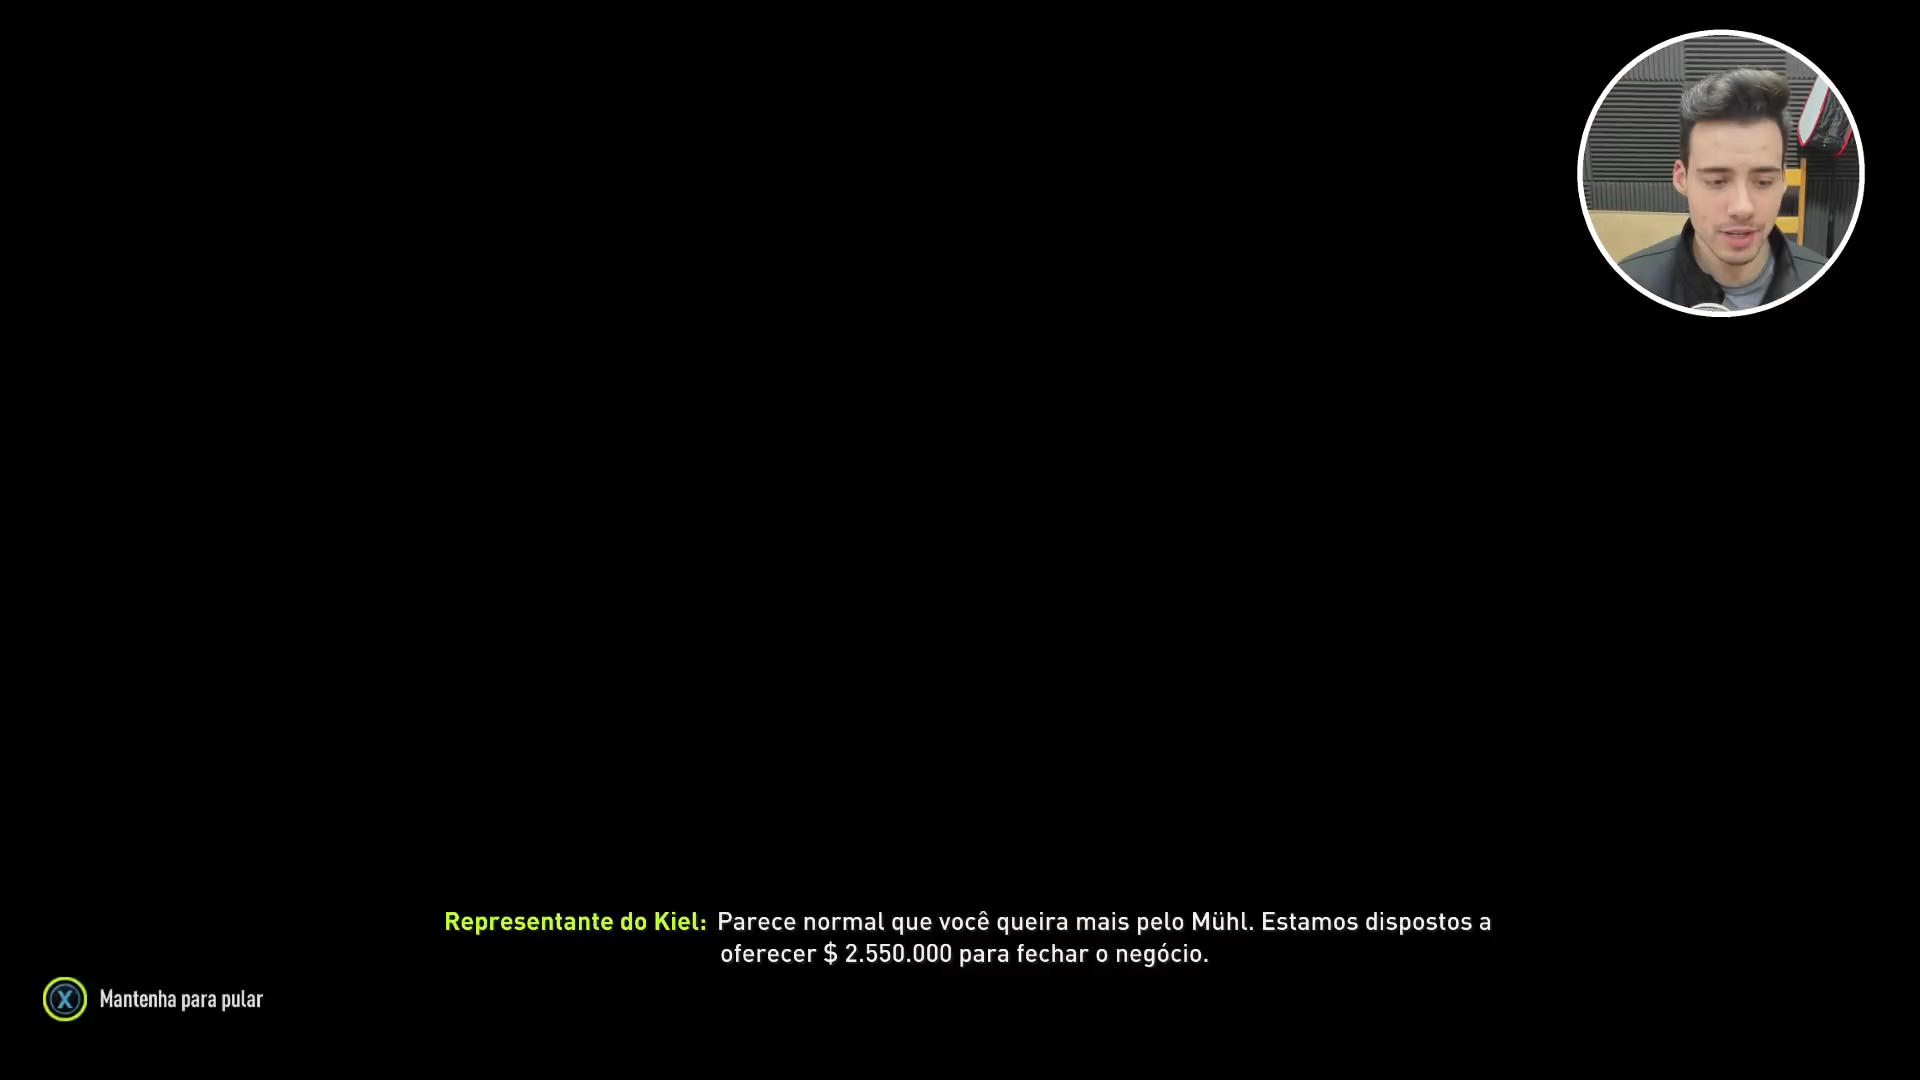 Representante do Kiel: Parece normal que você queira mais pelo Mühl. Estamos dispostos a
oferecer $ 2.550.000 para fechar o negócio.
X Mantenha para pular